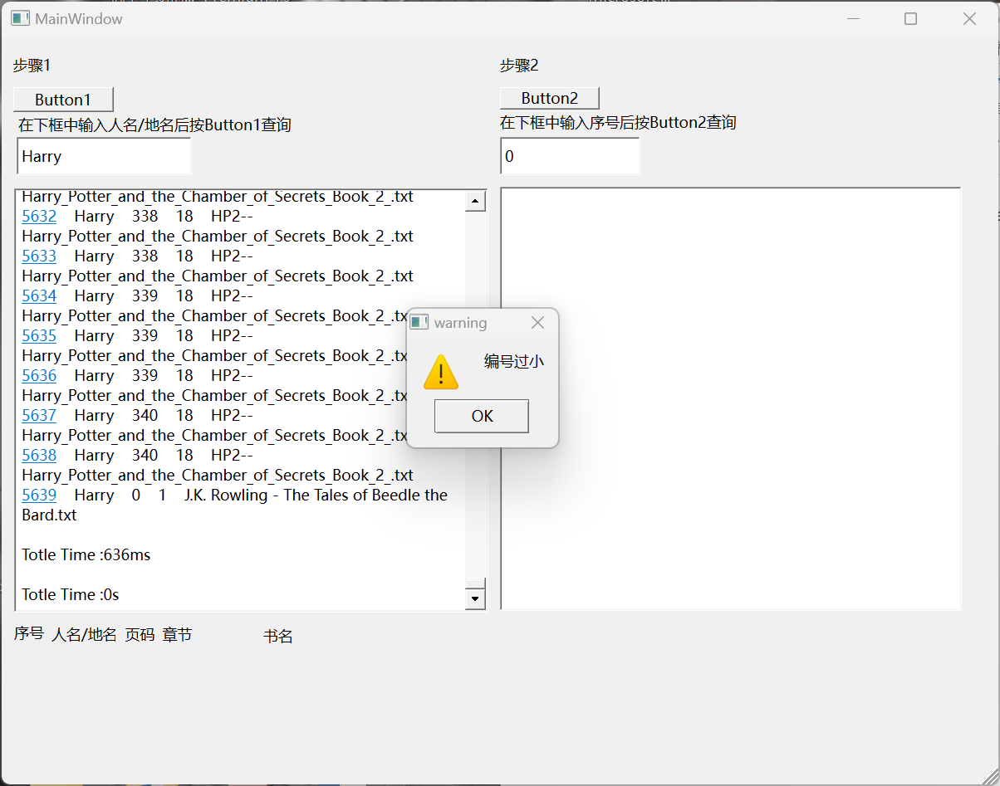 MainWindow
步骤1
Button1
在下框中输入人名/地名后按Button1查询
Harry
Harry_Potter_and_the_Chamber_of_Secrets_Book_2_.txt
5632 Harry 338 18 HP2--
Harry_Potter_and_the_Chamber_of_Secrets_Book_2_.txt
5633 Harry 338 18 HP2--
Harry_Potter_and_the_Chamber_of_Secrets_Book_2_.txt
5634 Harry 339 18 HP2--
Harry_Potter_and_the_Chamber_of_Secrets_Book_2_.tx
5635 Harry 339 18 HP2--
Harry_Potter_and_the_Chamber_of_Secrets_Book_2_.tx
5636 Harry 339 18 HP2--
Harry_Potter_and_the_Chamber_of_Secrets_Book_2_.tx
5637 Harry 340 18 HP2--
Harry_Potter_and_the_Chamber_of_Secrets_Book_2_.tx
5638 Harry 340 18 HP2--
Harry_Potter_and_the_Chamber_of_Secrets_Book_2_.txt
5639 Harry 0 1 J.K. Rowling - The Tales of Beedle the
Bard.txt
Totle Time :636ms
Totle Time :0s
序号 人名/地名 页码 章节 书名
步骤2
Button2
在下框中输入序号后按Button2查询
0
warning
编号过小
OK